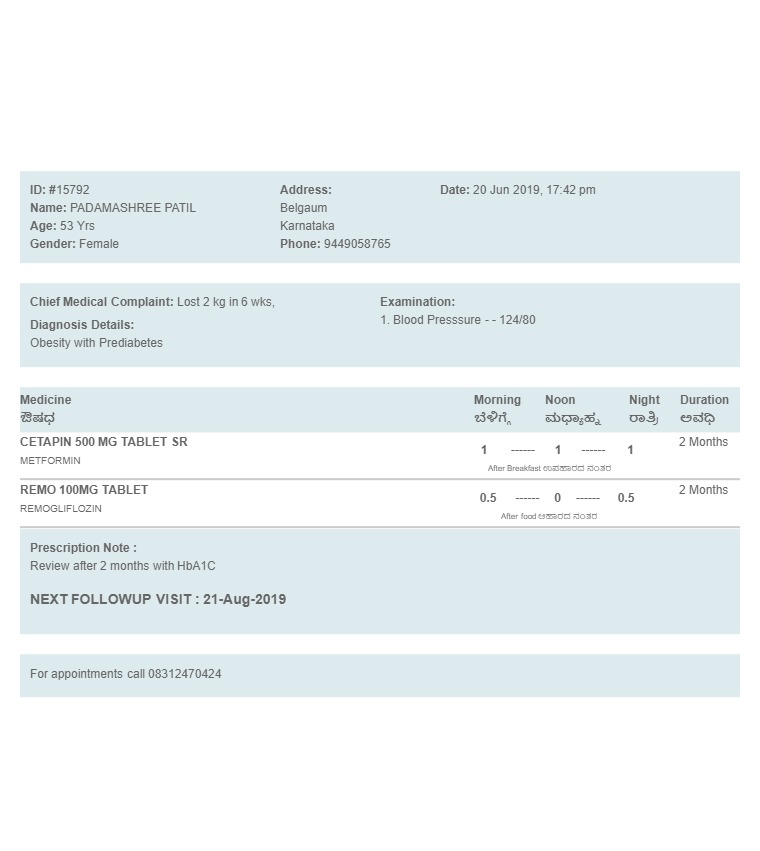 ID: #15792
Name: PADAMASHREE PATIL
Age: 53 Yrs
Gender: Female
Address:
Belgaum
Karnataka
Phone: 9449058765
Date: 20 Jun 2019, 17:42 pm
Chief Medical Complaint: Lost 2 kg in 6 wks,
Diagnosis Details:
Obesity with Prediabetes
Examination:
1. Blood Presssure - - 124/80
Medicine Morning Noon Night Duration
ಔಷಧ ಬೆಳಿಗ್ಗೆ ಮಧ್ಯಾಹ್ನ ರಾತ್ರಿ ಅವಧಿ
CETAPIN 500 MG TABLET SR
METFORMIN
1 ------ 1 ------ 1
After Breakfast ಉಪಹಾರದ ನಂತರ
2 Months
REMO 100MG TABLET
REMOGLIFLOZIN
0.5 ------ 0 ------ 0.5
After food ಆಹಾರದ ನಂತರ
2 Months
Prescription Note :
Review after 2 months with HbA1C
NEXT FOLLOWUP VISIT : 21-Aug-2019
For appointments call 08312470424